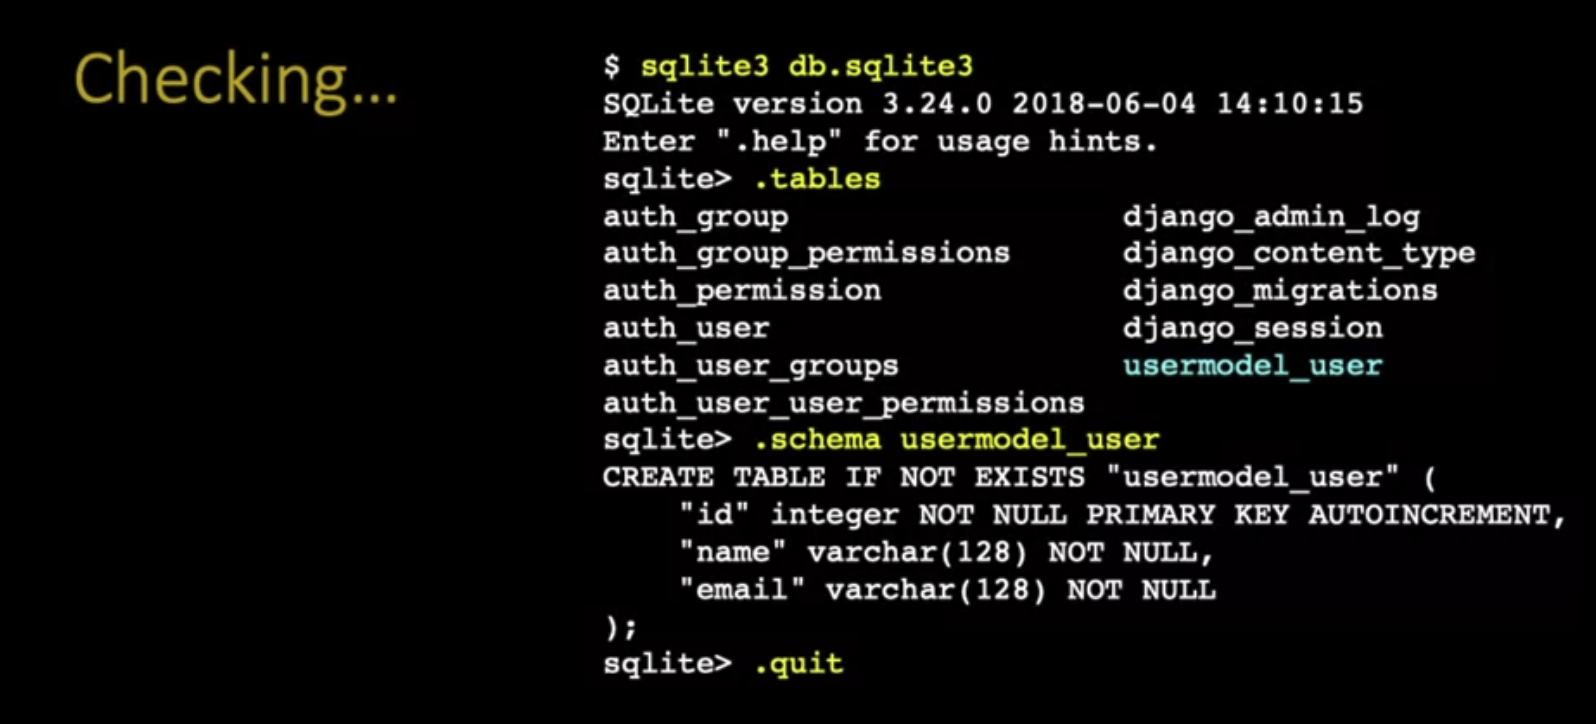 Checking...
$ sqlite3 db.sqlite3
SQLite version 3.24.0 2018-06-04 14:10:15
Enter ".help" for usage hints.
sqlite> .tables
auth_group                  django_admin_log
auth_group_permissions      django_content_type
auth_permission             django_migrations
auth_user                   django_session
auth_user_groups            usermodel_user
auth_user_user_permissions
sqlite> .schema usermodel_user
CREATE TABLE IF NOT EXISTS "usermodel_user" (
    "id" integer NOT NULL PRIMARY KEY AUTOINCREMENT,
    "name" varchar(128) NOT NULL,
    "email" varchar(128) NOT NULL
);
sqlite> .quit